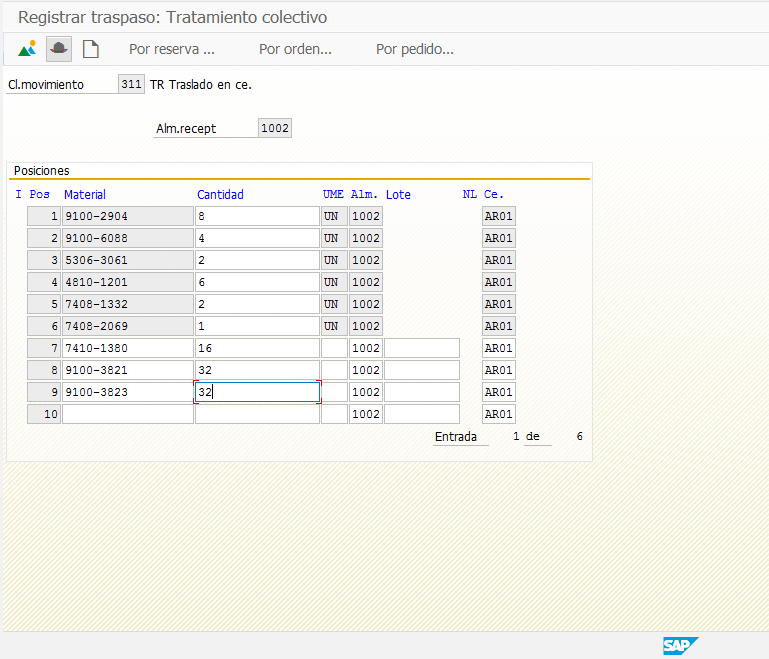 Registrar traspaso: Tratamiento colectivo
Por reserva ... Por orden... Por pedido...
Cl.movimiento 311 TR Traslado en ce.
Alm.recept 1002
Posiciones
I Pos Material Cantidad UME Alm. Lote NL Ce.
1 9100-2904 8 UN 1002 AR01
2 9100-6088 4 UN 1002 AR01
3 5306-3061 2 UN 1002 AR01
4 4810-1201 6 UN 1002 AR01
5 7408-1332 2 UN 1002 AR01
6 7408-2069 1 UN 1002 AR01
7 7410-1380 16 1002 AR01
8 9100-3821 32 1002 AR01
9 9100-3823 32 1002 AR01
10 1002 AR01
Entrada 1 de 6
SAP